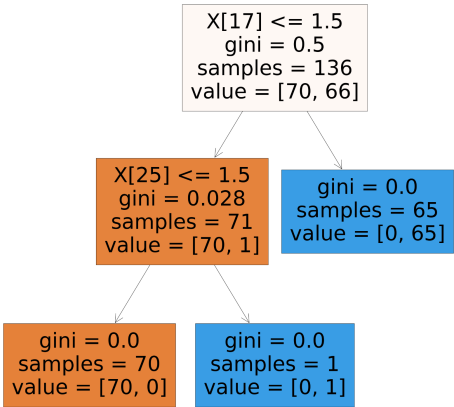 X[17] <= 1.5
gini = 0.5
samples = 136
value = [70, 66]
X[25] <= 1.5
gini = 0.028
samples = 71
value = [70, 1]
gini = 0.0
samples = 65
value = [0, 65]
gini = 0.0
samples = 70
value = [70, 0]
gini = 0.0
samples = 1
value = [0, 1]